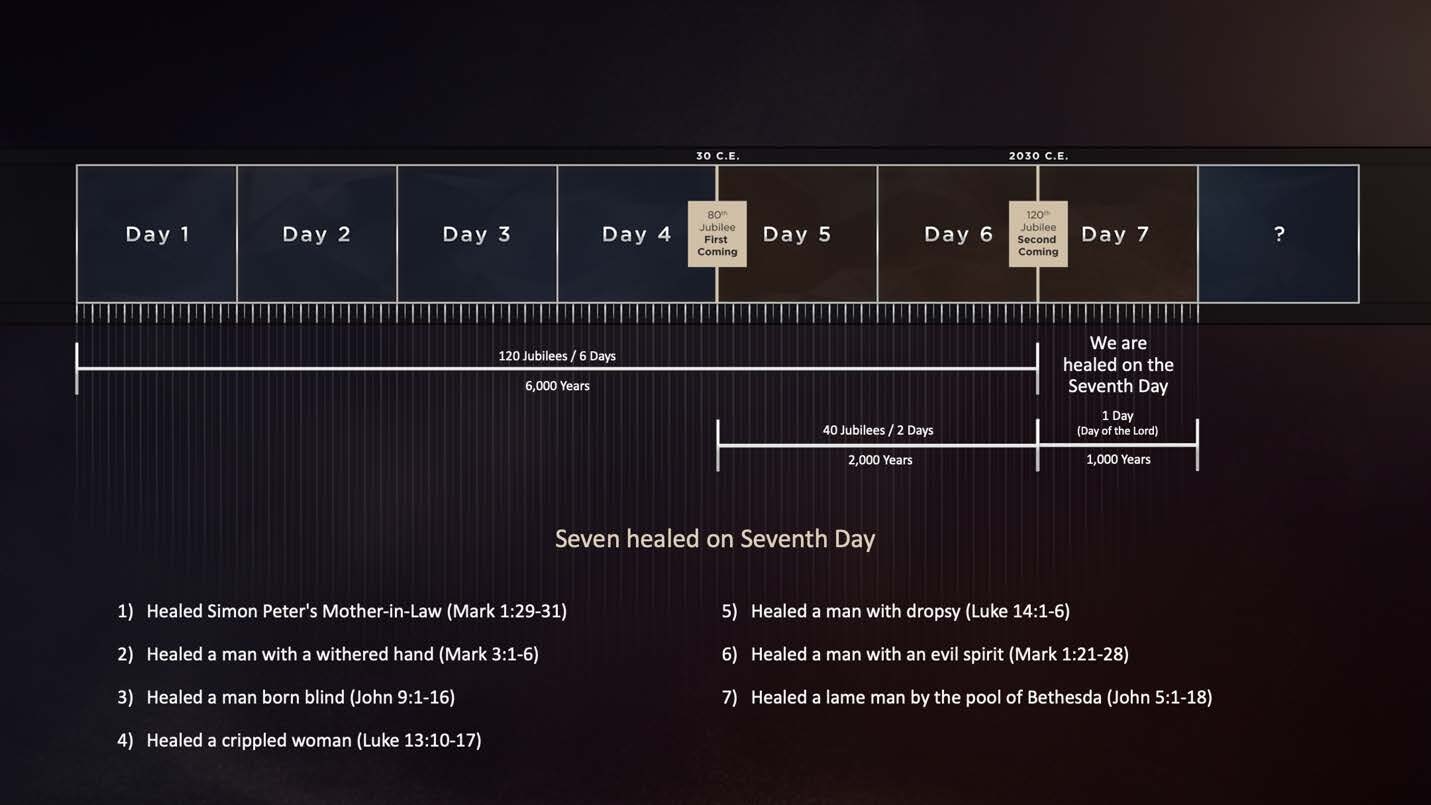 30 C.E.
2030 C.E.
Day 1
Day 2
Day 3
Day 4
80th
Jubilee
First
Coming
Day 5
Day 6
120th
Jubilee
Second
Coming
Day 7
?
120 Jubilees / 6 Days
6,000 Years
We are
healed on the
Seventh Day
40 Jubilees / 2 Days
2,000 Years
1 Day
(Day of the Lord)
1,000 Years
Seven healed on Seventh Day
1) Healed Simon Peter's Mother-in-Law (Mark 1:29-31)
2) Healed a man with a withered hand (Mark 3:1-6)
3) Healed a man born blind (John 9:1-16)
4) Healed a crippled woman (Luke 13:10-17)
5) Healed a man with dropsy (Luke 14:1-6)
6) Healed a man with an evil spirit (Mark 1:21-28)
7) Healed a lame man by the pool of Bethesda (John 5:1-18)